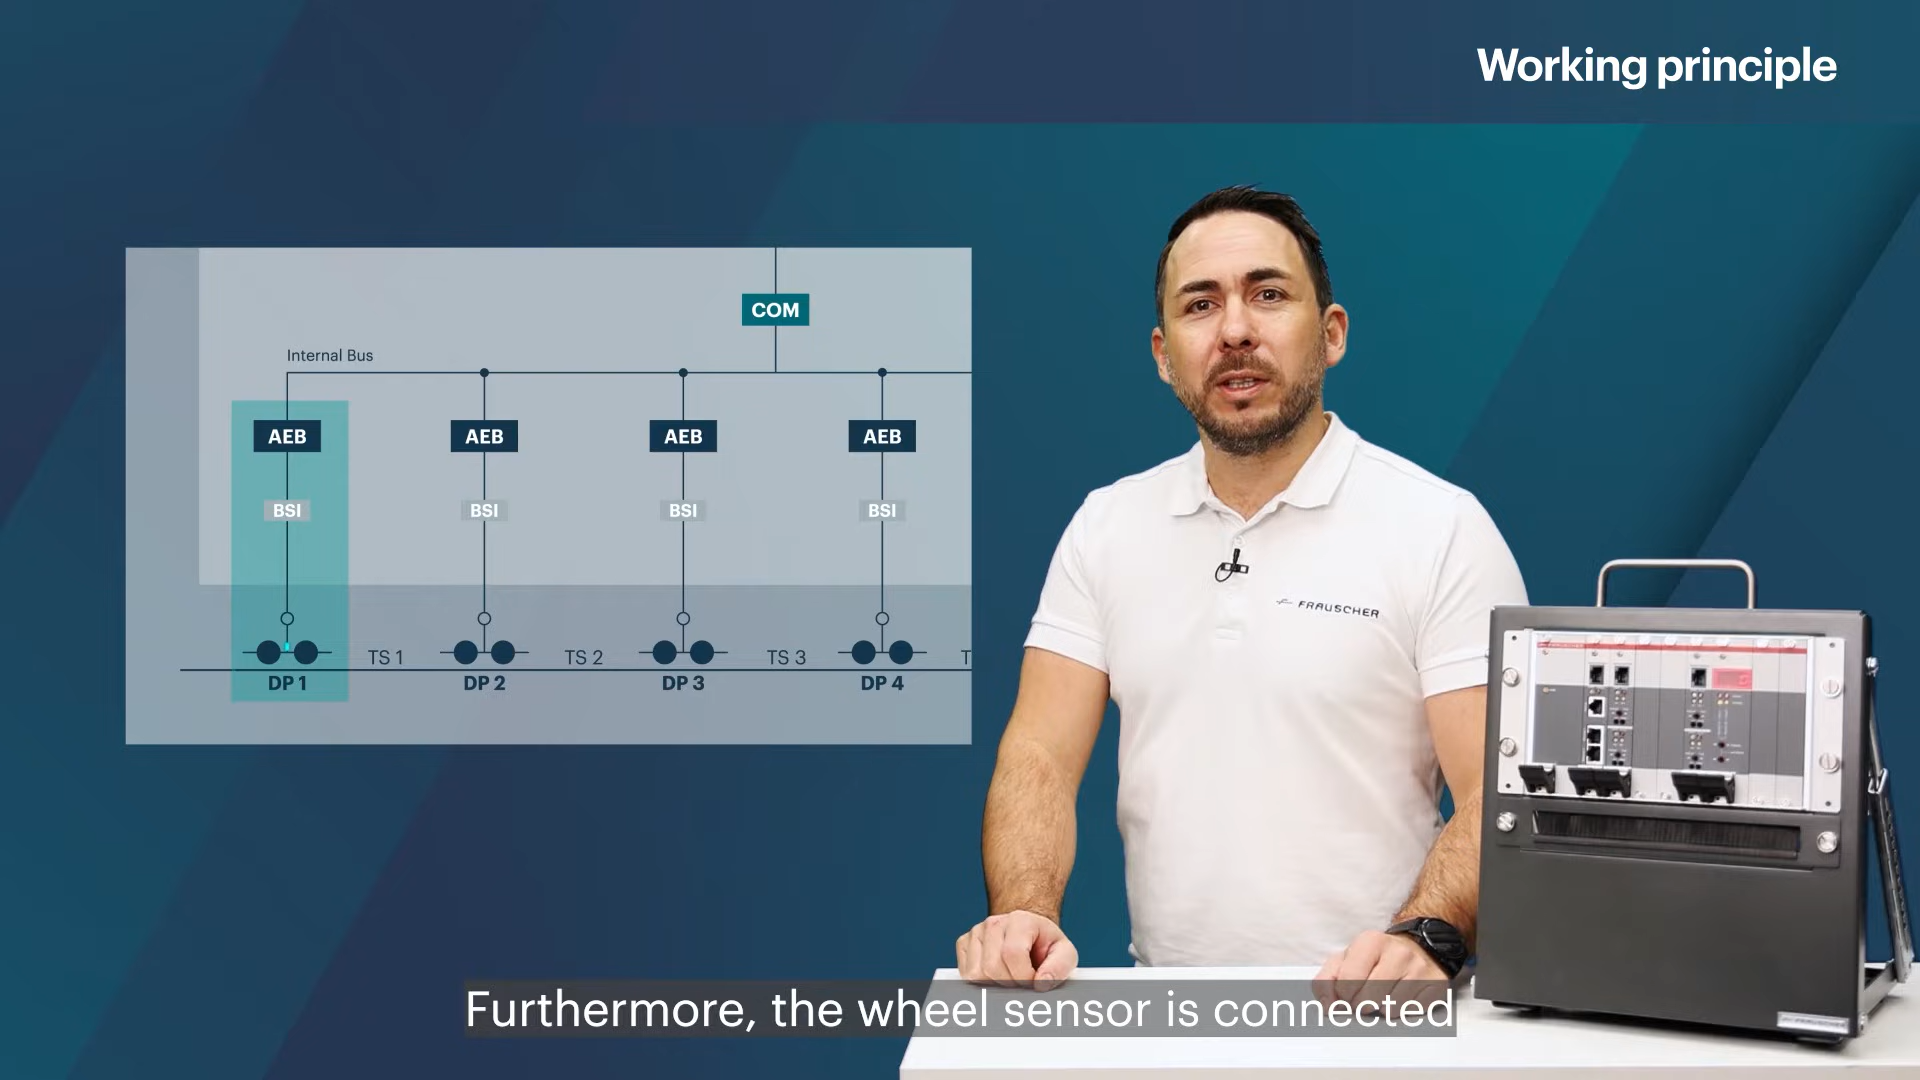 Working principle
COM
Internal Bus
AEB AEB AEB AEB
BSI BSI BSI BSI
TS 1 TS 2 TS 3 T
DP 1 DP 2 DP 3 DP 4
FRAUSCHER
FRAUSCHER
Furthermore, the wheel sensor is connected